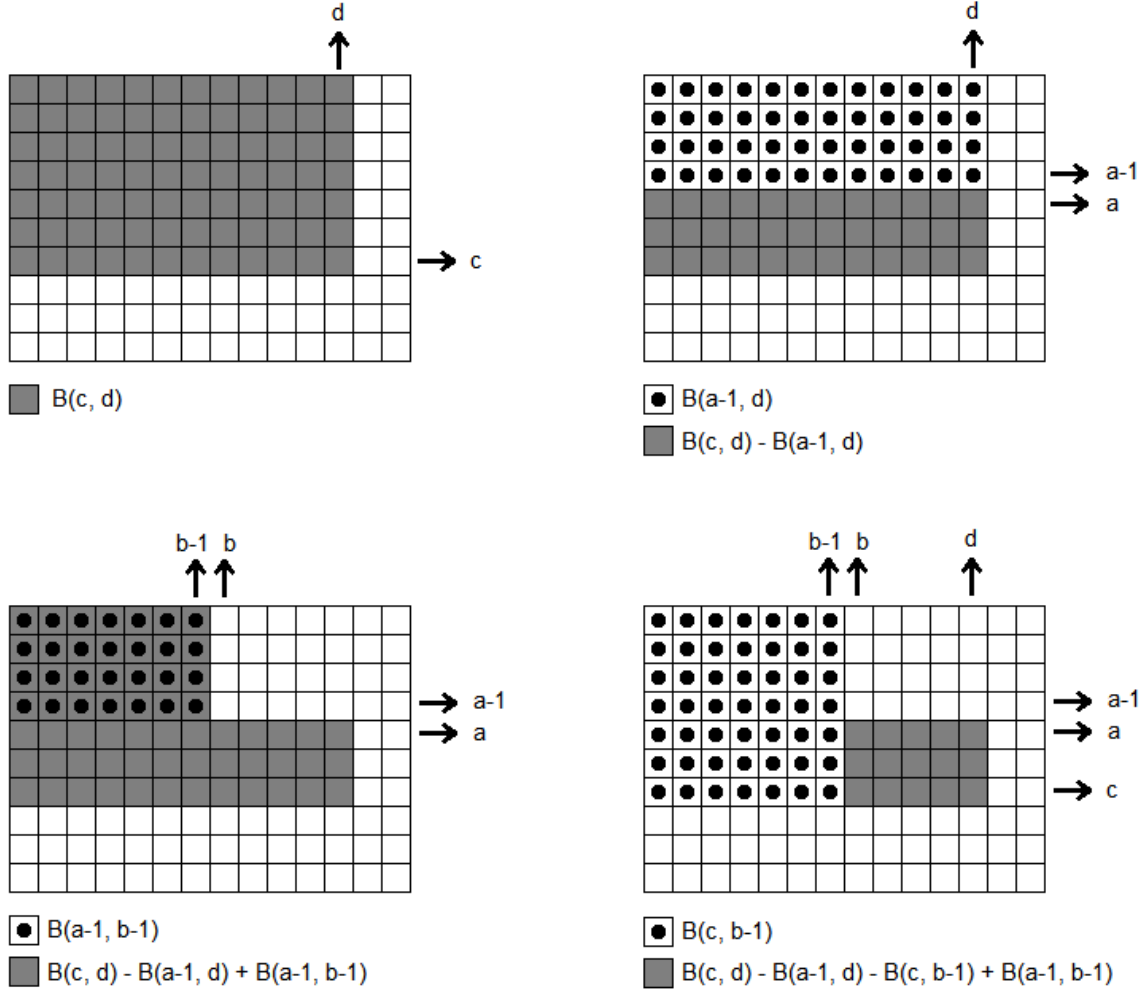 d
c
B(c, d)
d
a-1
a
B(a-1, d)
B(c, d) - B(a-1, d)
b-1 b
a-1
a
B(a-1, b-1)
B(c, d) - B(a-1, d) + B(a-1, b-1)
b-1 b d
a-1
a
c
B(c, b-1)
B(c, d) - B(a-1, d) - B(c, b-1) + B(a-1, b-1)